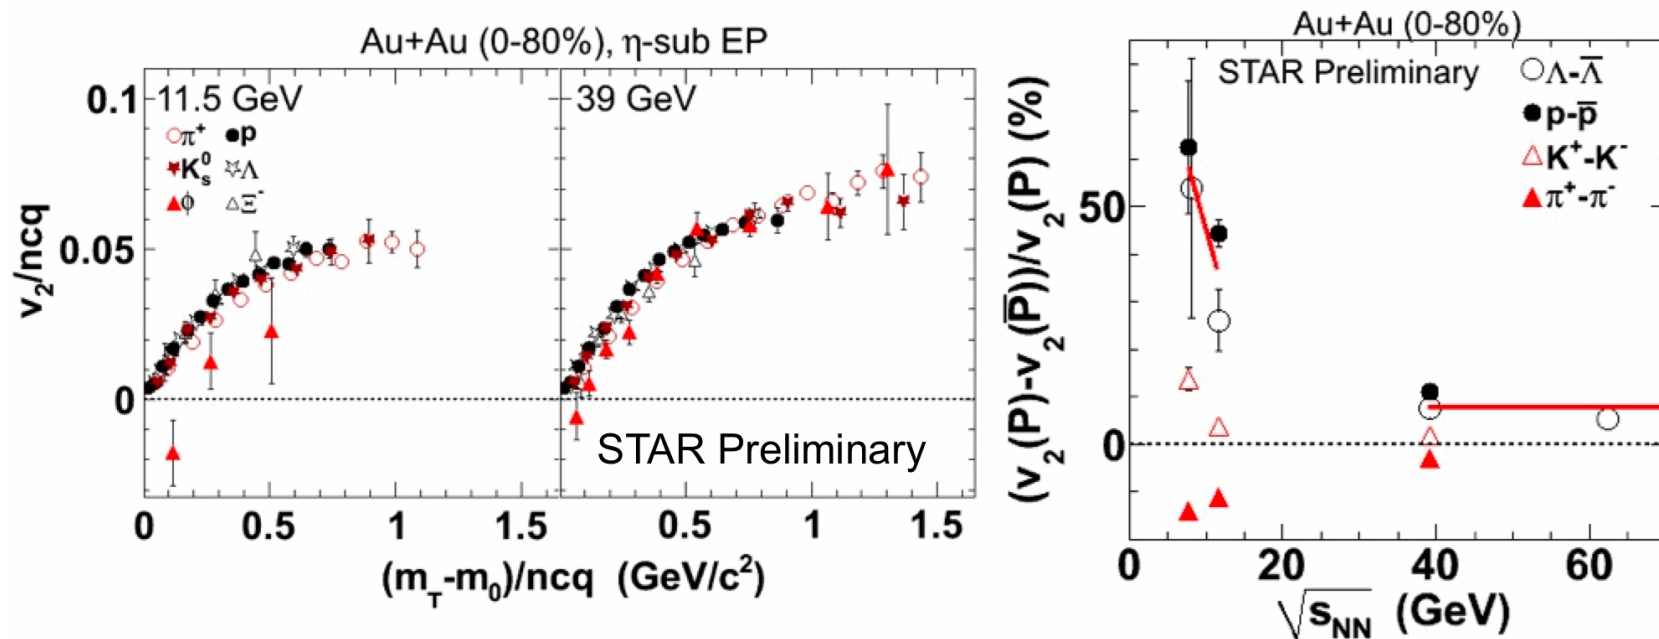 Au+Au (0-80%), η-sub EP
11.5 GeV
π⁺ p
K⁰ₛ Λ
ϕ Ξ⁻
39 GeV
STAR Preliminary
v₂/ncq
0.1
0.05
0
0 0.5 1 1.5
0.5 1 1.5
(m_T-m₀)/ncq (GeV/c²)
Au+Au (0-80%)
STAR Preliminary
Λ-Λ̅
p-p̅
K⁺-K⁻
π⁺-π⁻
(v₂(P)-v₂(P̅))/v₂(P) (%)
50
0
0 20 40 60
√s_NN (GeV)